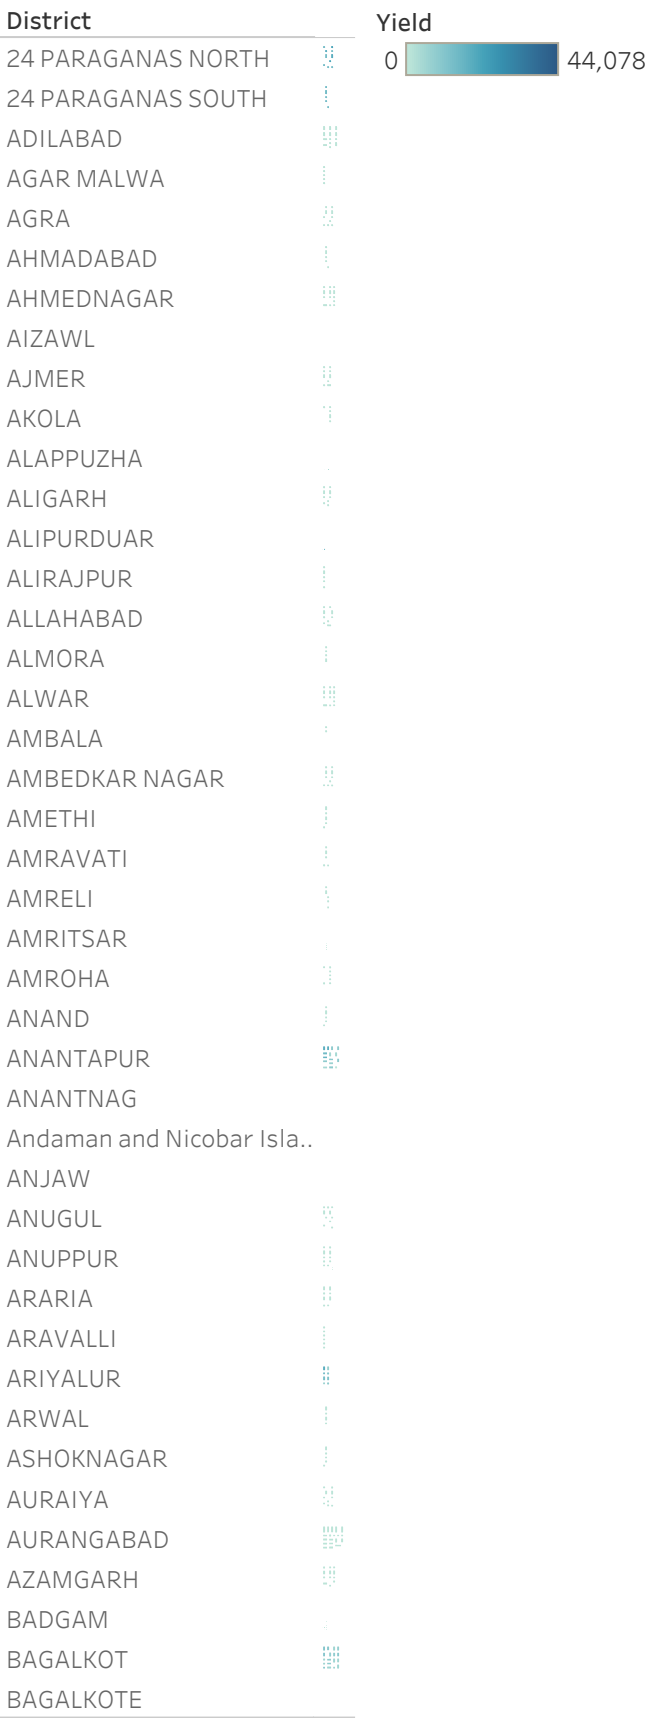 District
24 PARAGANAS NORTH
24 PARAGANAS SOUTH
ADILABAD
AGAR MALWA
AGRA
AHMADABAD
AHMEDNAGAR
AIZAWL
AJMER
AKOLA
ALAPPUZHA
ALIGARH
ALIPURDUAR
ALIRAJPUR
ALLAHABAD
ALMORA
ALWAR
AMBALA
AMBEDKAR NAGAR
AMETHI
AMRAVATI
AMRELI
AMRITSAR
AMROHA
ANAND
ANANTAPUR
ANANTNAG
Andaman and Nicobar Isla..
ANJAW
ANUGUL
ANUPPUR
ARARIA
ARAVALLI
ARIYALUR
ARWAL
ASHOKNAGAR
AURAIYA
AURANGABAD
AZAMGARH
BADGAM
BAGALKOT
BAGALKOTE
Yield
0 44,078